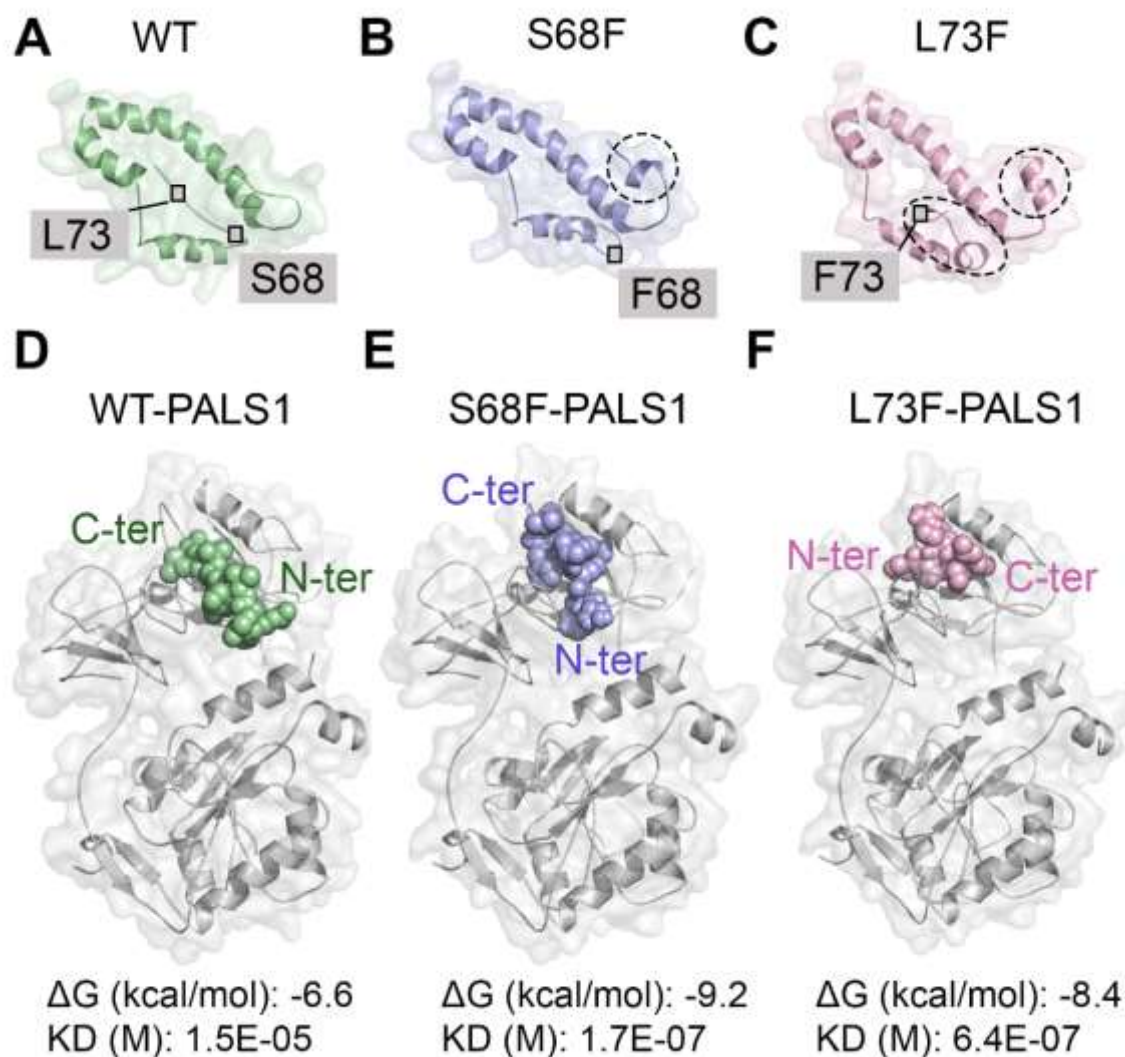 A WT
B S68F
C L73F
L73
S68
F68
F73
D
WT-PALS1
E
S68F-PALS1
F
L73F-PALS1
C-ter
N-ter
C-ter
N-ter
N-ter
C-ter
ΔG (kcal/mol): -6.6
KD (M): 1.5E-05
ΔG (kcal/mol): -9.2
KD (M): 1.7E-07
ΔG (kcal/mol): -8.4
KD (M): 6.4E-07